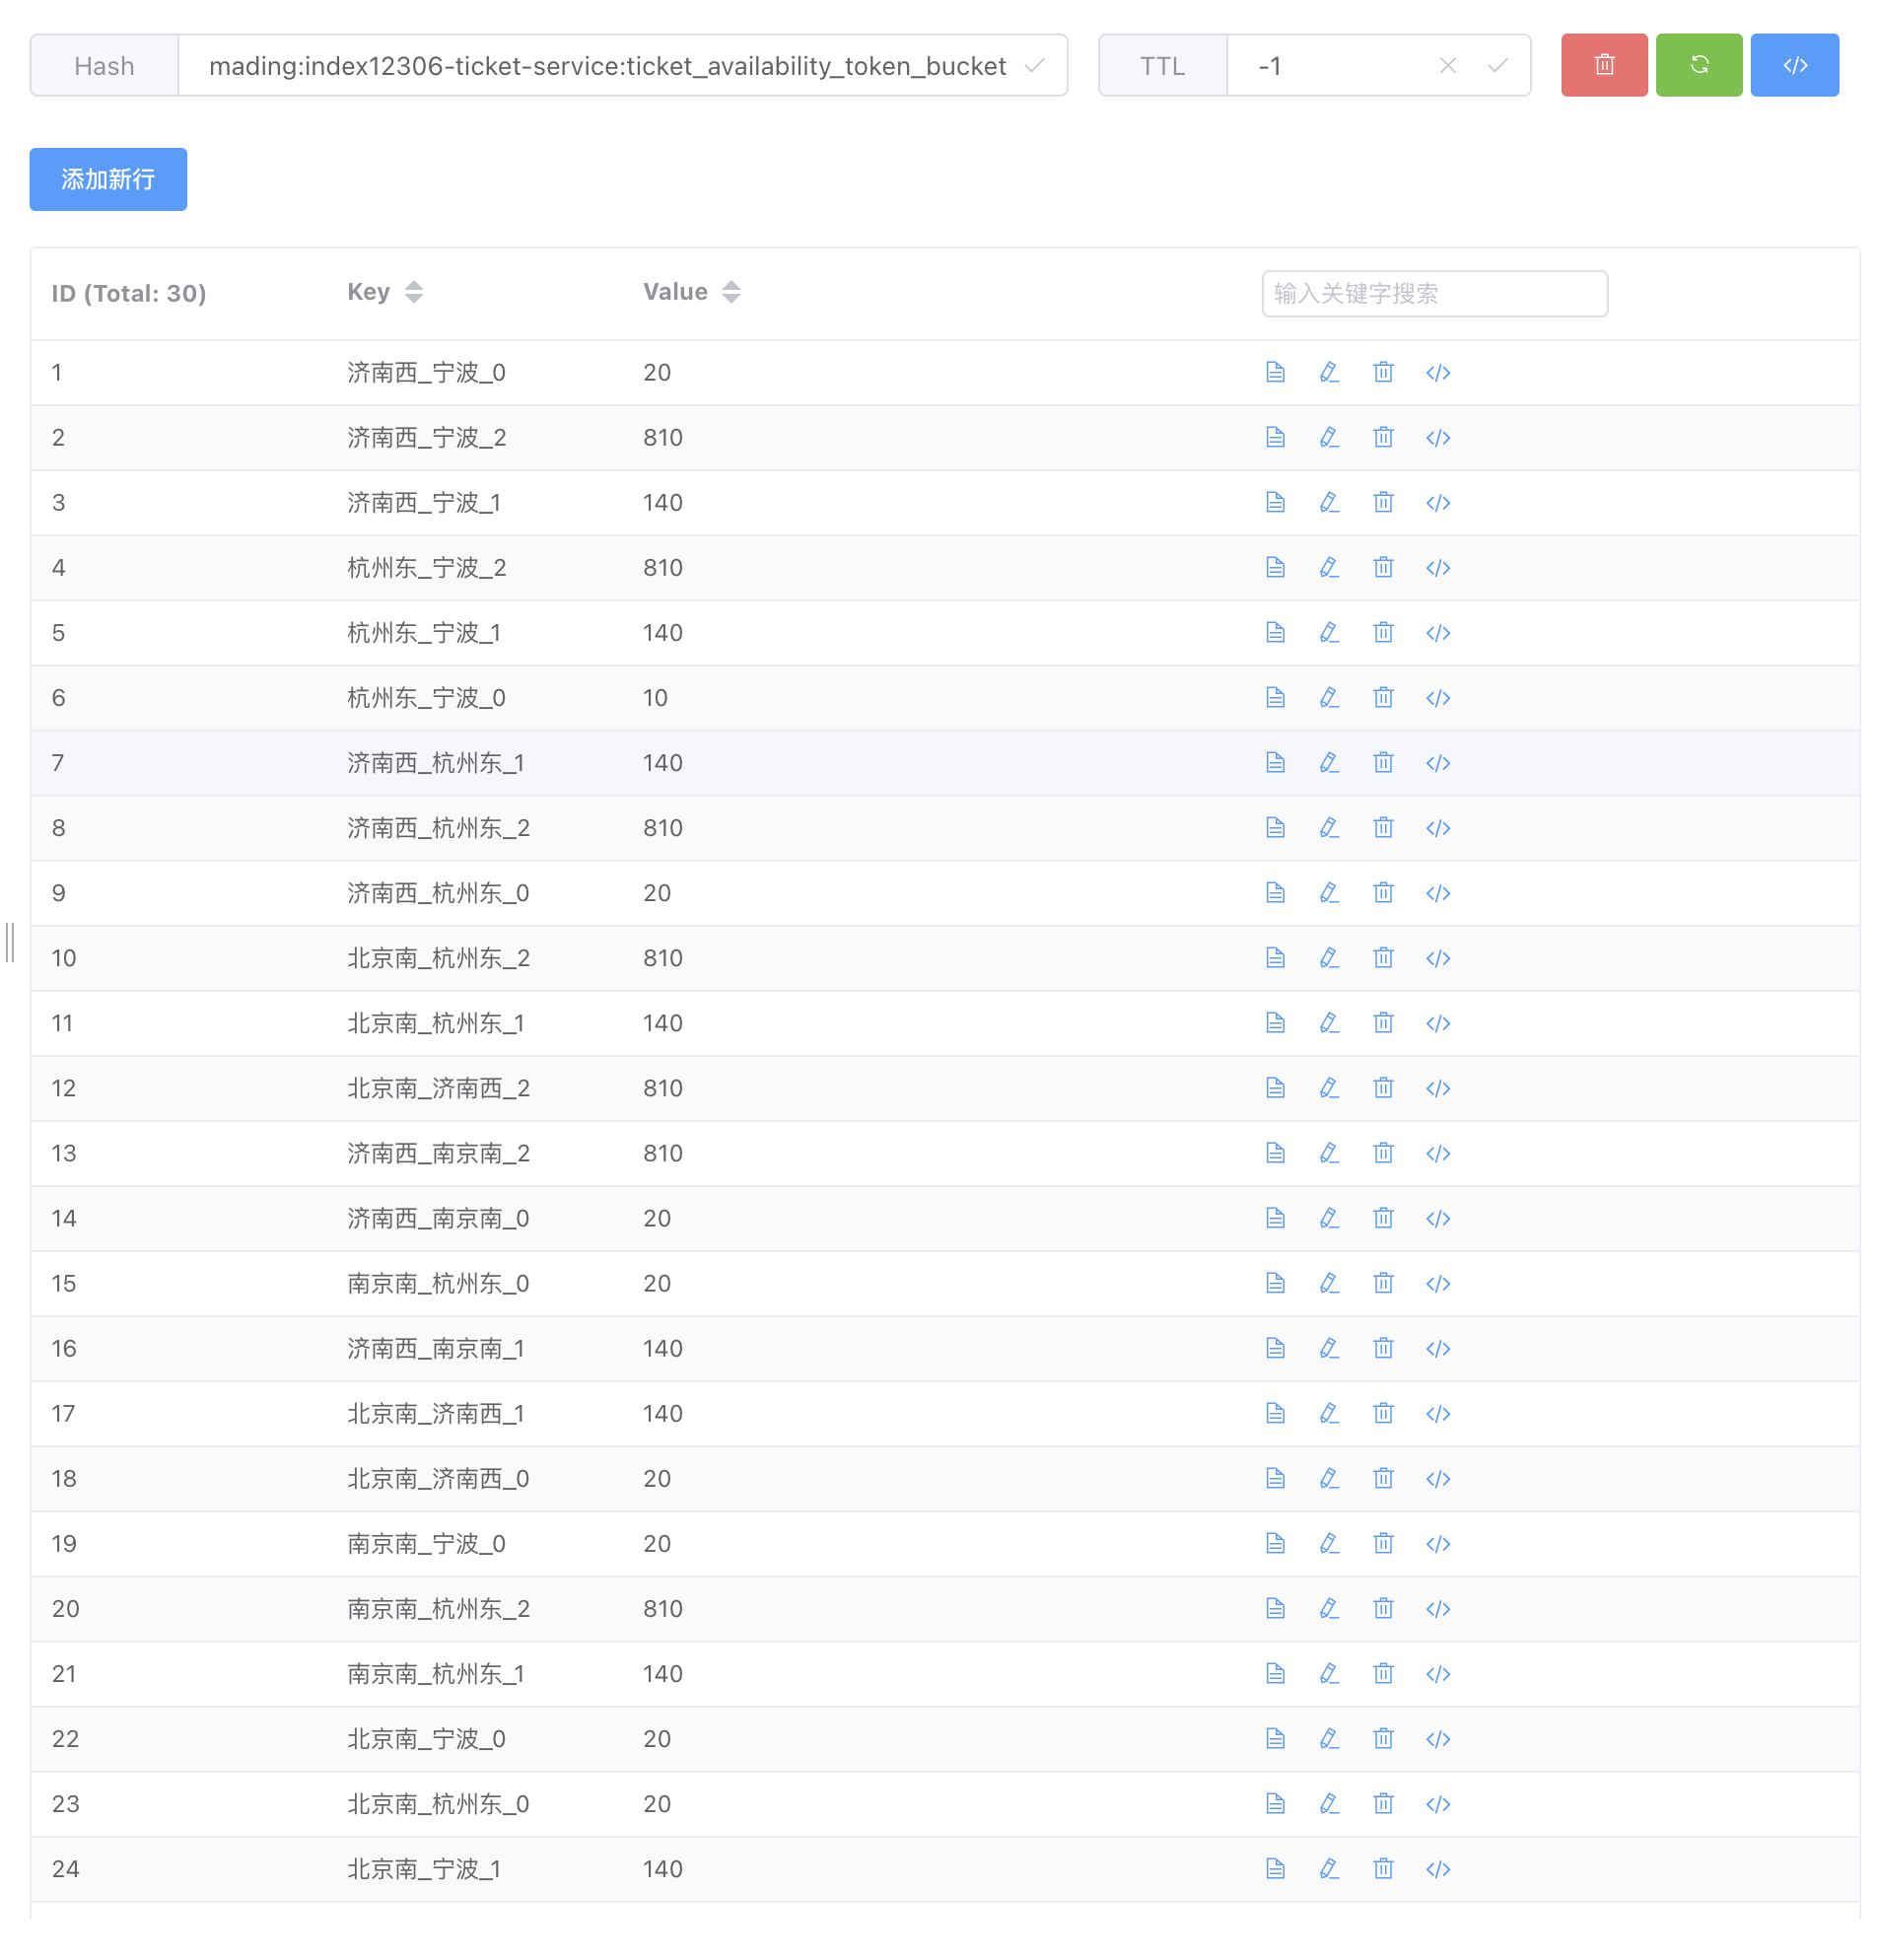 Hash mading:index12306-ticket-service:ticket_availability_token_bucket TTL -1
添加新行
ID (Total: 30) Key Value 输入关键字搜索
1 济南西_宁波_0 20
2 济南西_宁波_2 810
3 济南西_宁波_1 140
4 杭州东_宁波_2 810
5 杭州东_宁波_1 140
6 杭州东_宁波_0 10
7 济南西_杭州东_1 140
8 济南西_杭州东_2 810
9 济南西_杭州东_0 20
10 北京南_杭州东_2 810
11 北京南_杭州东_1 140
12 北京南_济南西_2 810
13 济南西_南京南_2 810
14 济南西_南京南_0 20
15 南京南_杭州东_0 20
16 济南西_南京南_1 140
17 北京南_济南西_1 140
18 北京南_济南西_0 20
19 南京南_宁波_0 20
20 南京南_杭州东_2 810
21 南京南_杭州东_1 140
22 北京南_宁波_0 20
23 北京南_杭州东_0 20
24 北京南_宁波_1 140